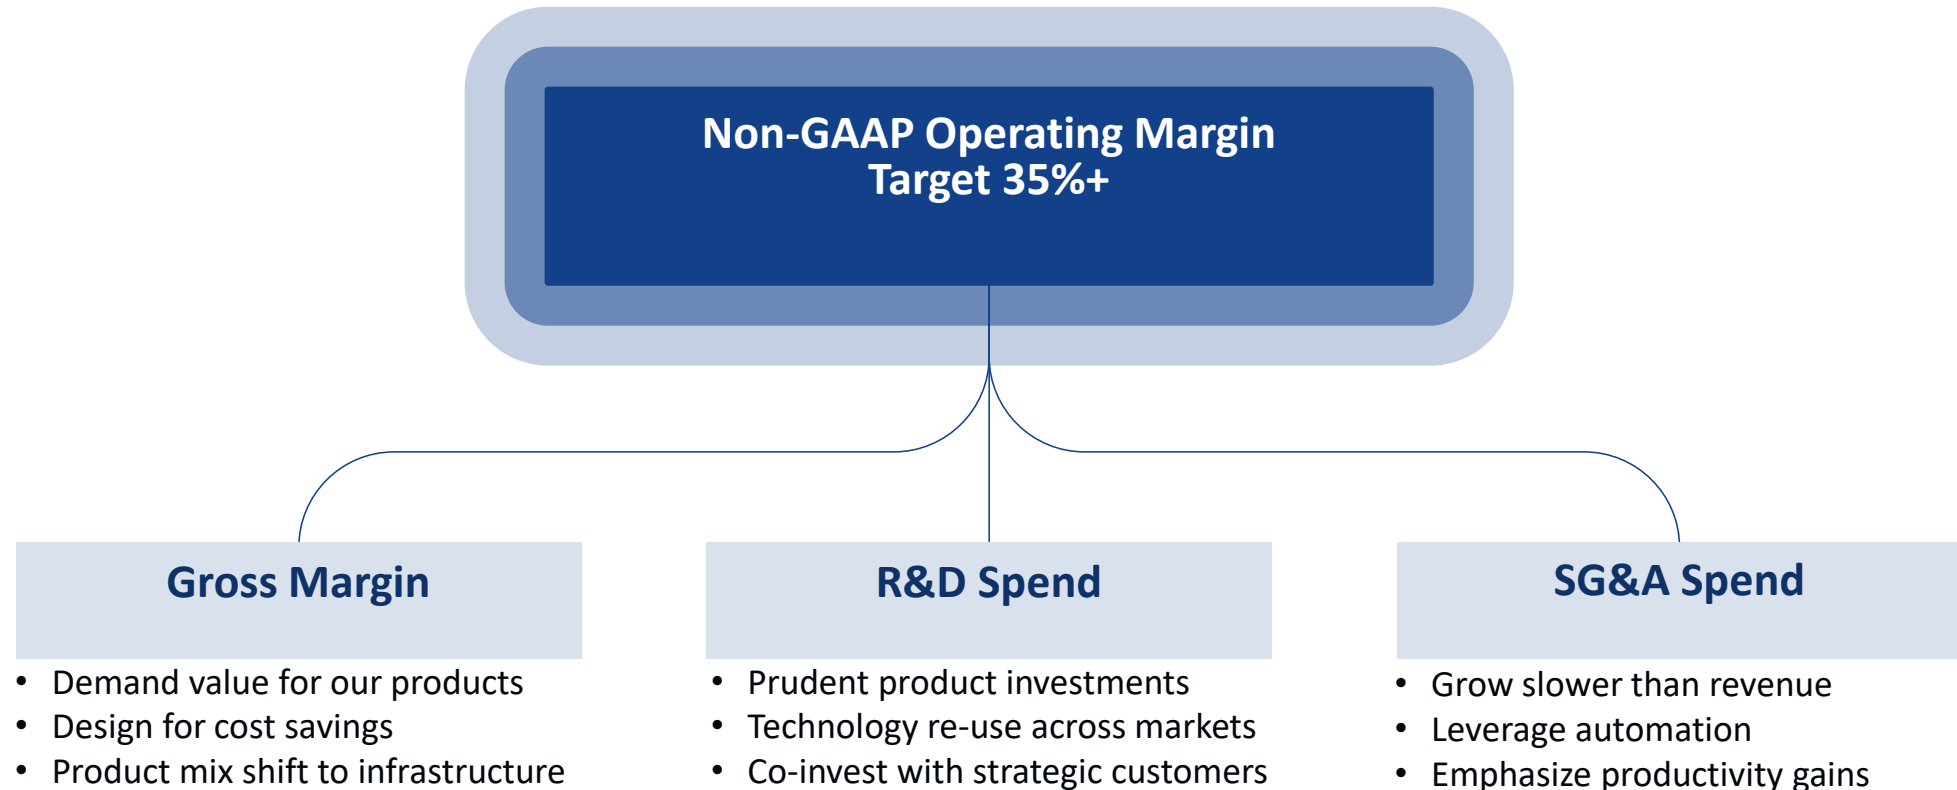 Non-GAAP Operating Margin
Target 35%+
Gross Margin
• Demand value for our products
• Design for cost savings
• Product mix shift to infrastructure
R&D Spend
• Prudent product investments
• Technology re-use across markets
• Co-invest with strategic customers
SG&A Spend
• Grow slower than revenue
• Leverage automation
• Emphasize productivity gains